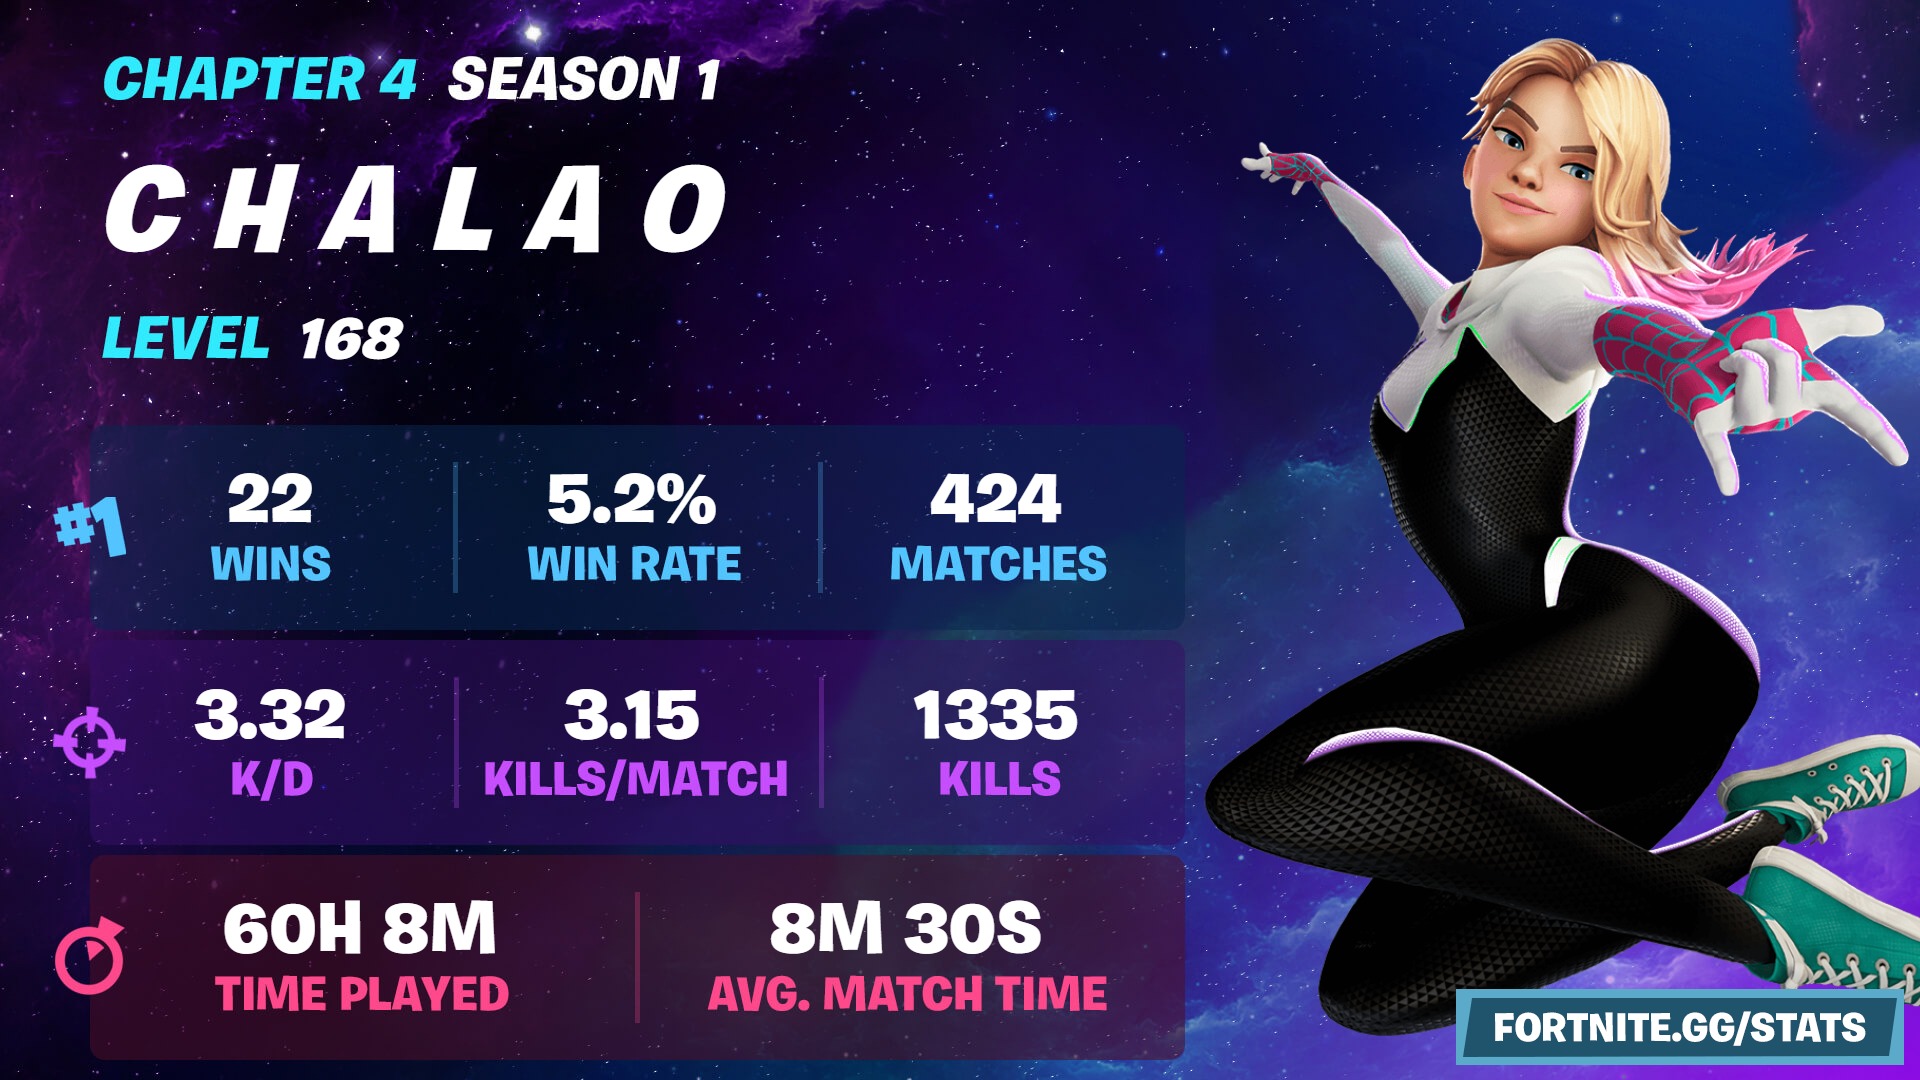 CHAPTER 4 SEASON 1
CHALAO
LEVEL 168
#1
22 5.2% 424
WINS WIN RATE MATCHES
3.32 3.15 1335
K/D KILLS/MATCH KILLS
60H 8M 8M 30S
TIME PLAYED AVG. MATCH TIME
FORTNITE.GG/STATS